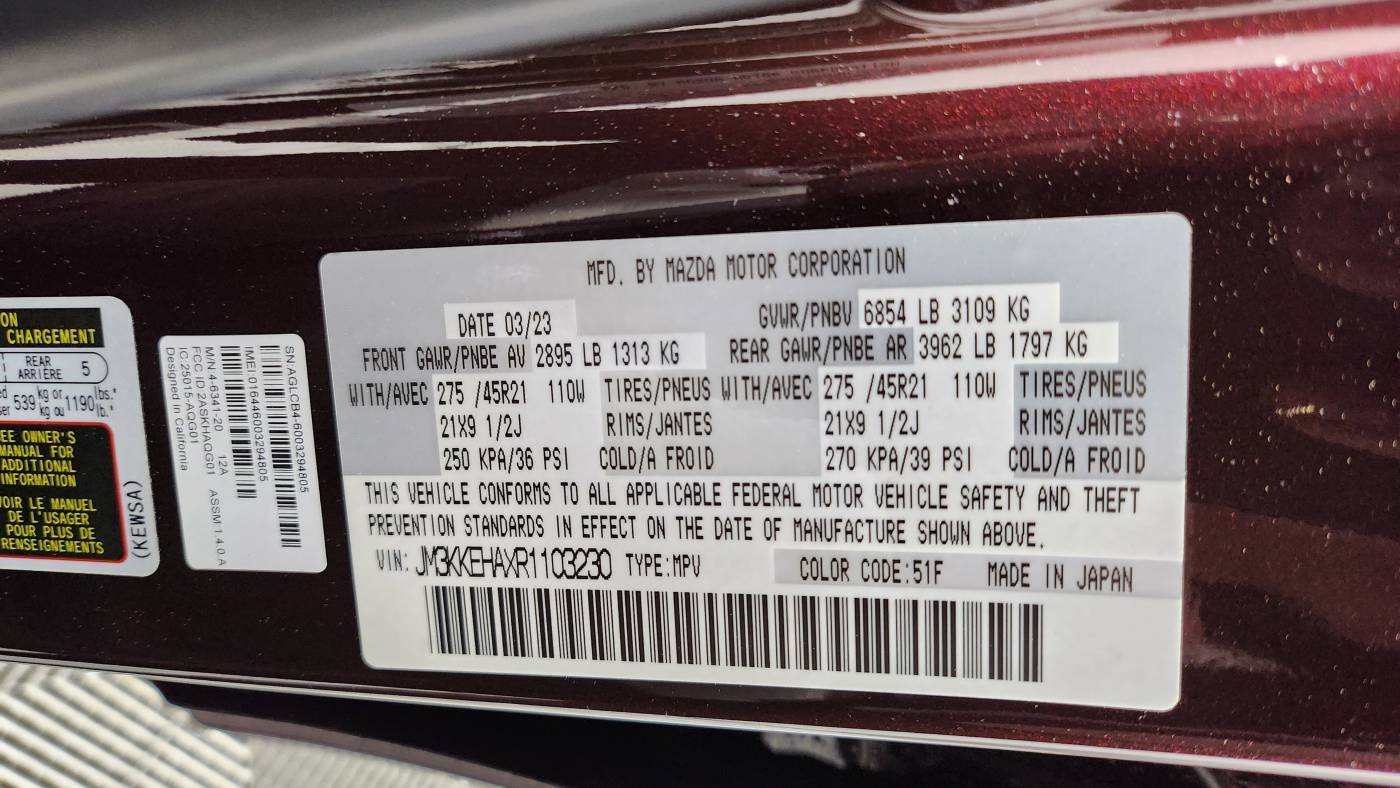 ON
CHARGEMENT
REAR
ARRIÈRE 5
539 kg or 1190 lbs.*
kg ou lb.*
EE OWNER'S
MANUAL FOR
ADDITIONAL
INFORMATION
VOIR LE MANUEL
DE L'USAGER
POUR PLUS DE
RENSEIGNEMENTS
(KEWSA)
SN:AGLCB4-6003294805
IMEI:016446003294805
M/N:4-6341-20 12A ASSM 1.4.0.A
FCC ID:2ASKHAQG01
IC:25015-AQG01
Designed in California
MFD. BY MAZDA MOTOR CORPORATION
DATE 03/23 GVWR/PNBV 6854 LB 3109 KG
FRONT GAWR/PNBE AV 2895 LB 1313 KG REAR GAWR/PNBE AR 3962 LB 1797 KG
WITH/AVEC 275 /45R21 110W TIRES/PNEUS WITH/AVEC 275 /45R21 110W TIRES/PNEUS
21X9 1/2J RIMS/JANTES 21X9 1/2J RIMS/JANTES
250 KPA/36 PSI COLD/A FROID 270 KPA/39 PSI COLD/A FROID
THIS VEHICLE CONFORMS TO ALL APPLICABLE FEDERAL MOTOR VEHICLE SAFETY AND THEFT
PREVENTION STANDARDS IN EFFECT ON THE DATE OF MANUFACTURE SHOWN ABOVE.
VIN: JM3KKEHAXR1103230 TYPE:MPV COLOR CODE:51F MADE IN JAPAN